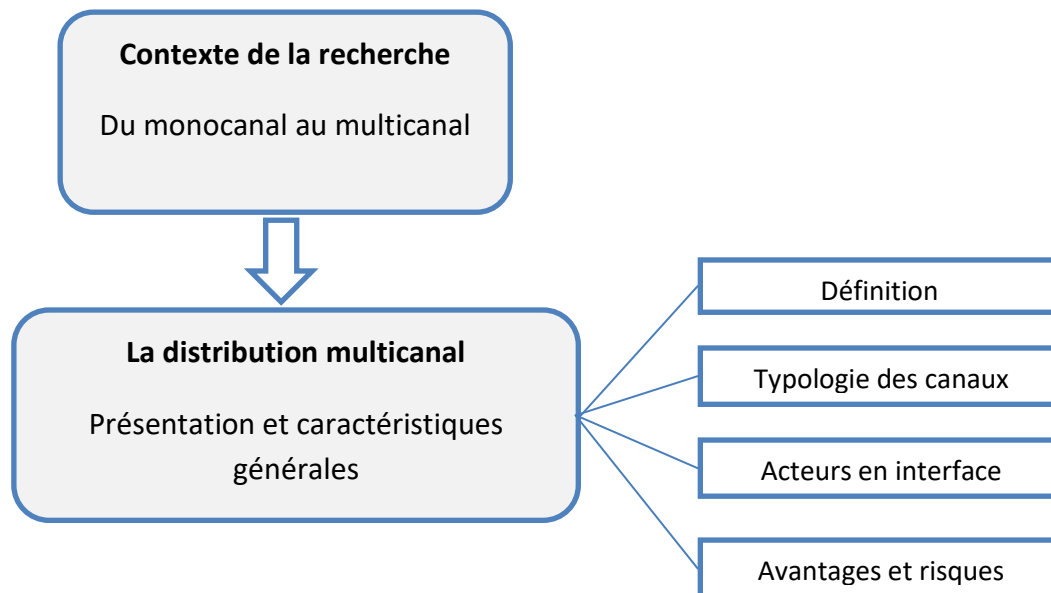 Contexte de la recherche
Du monocanal au multicanal
La distribution multicanal
Présentation et caractéristiques
générales
Définition
Typologie des canaux
Acteurs en interface
Avantages et risques